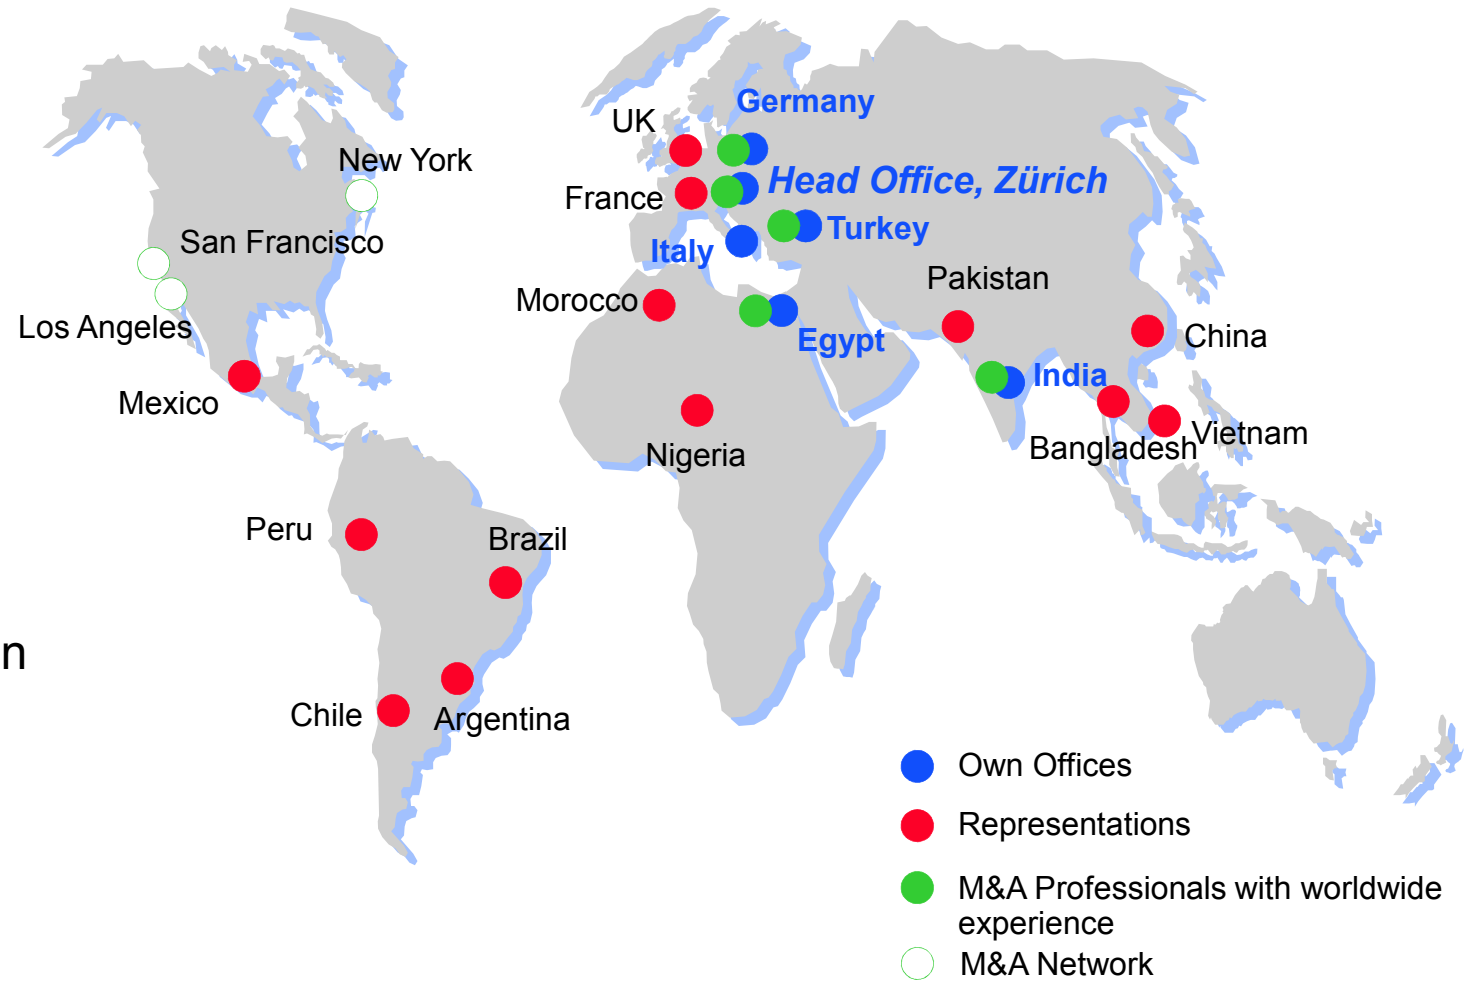 Germany
UK
New York
Head Office, Zürich
France
San Francisco
Turkey
Italy
Pakistan
Morocco
Los Angeles
China
Egypt
India
Mexico
Vietnam
Bangladesh
Nigeria
Peru
Brazil
n
Chile
Argentina
Own Offices
Representations
M&A Professionals with worldwide
experience
M&A Network